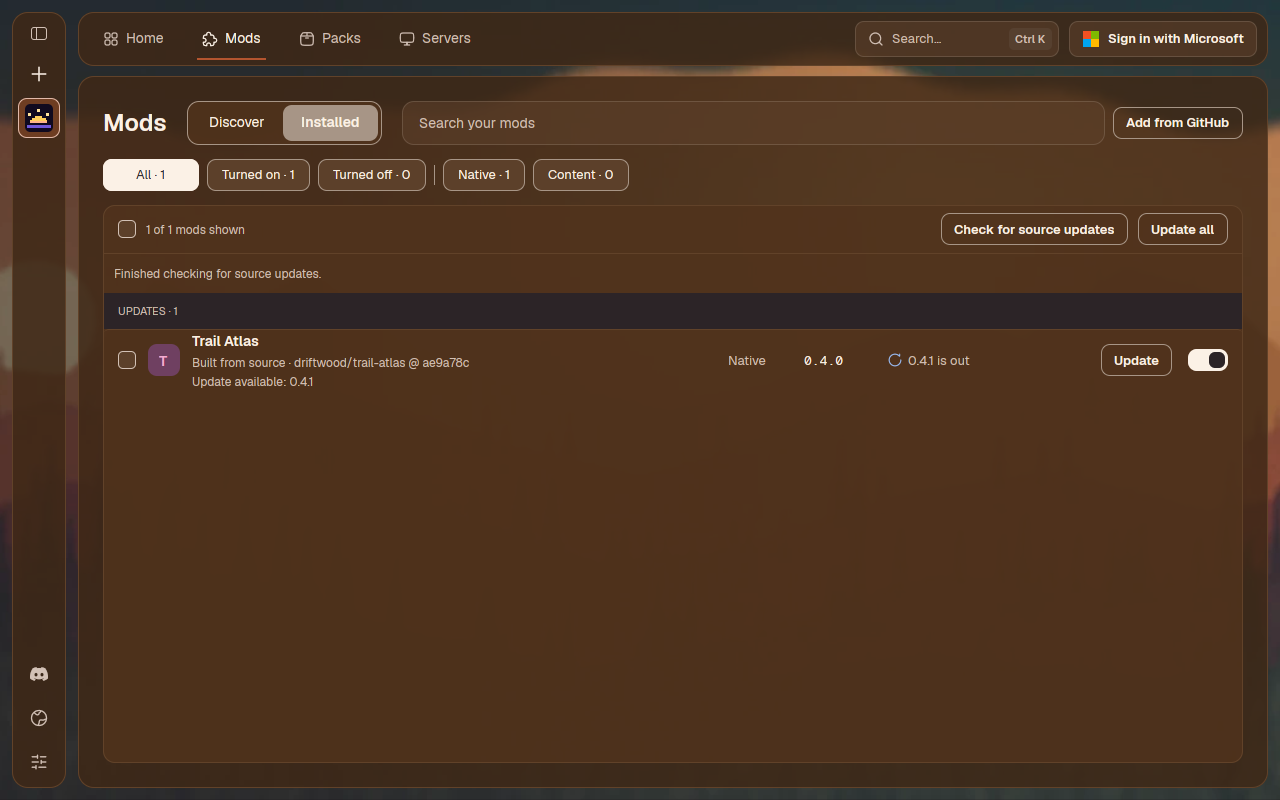 Home
Mods
Packs
Servers
Search...
Ctrl K
Sign in with Microsoft
Mods
Discover
Installed
Search your mods
Add from GitHub
All · 1
Turned on · 1
Turned off · 0
Native · 1
Content · 0
1 of 1 mods shown
Check for source updates
Update all
Finished checking for source updates.
UPDATES · 1
T
Trail Atlas
Built from source · driftwood/trail-atlas @ ae9a78c
Update available: 0.4.1
Native
0.4.0
0.4.1 is out
Update